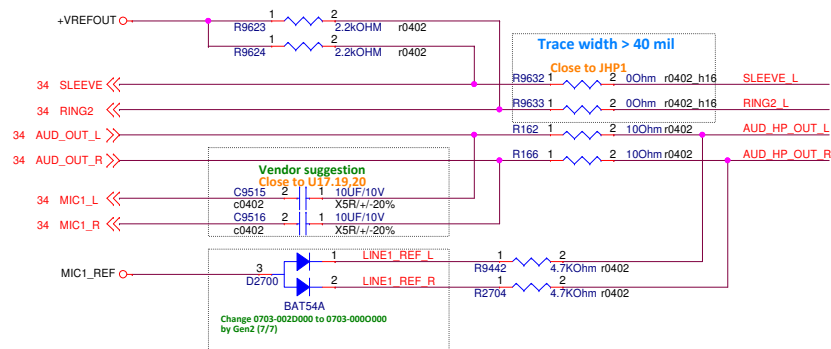 +VREFOUT
1 2
R9623 2.2kOHM r0402
1 2
R9624 2.2kOHM r0402
Trace width > 40 mil
Close to JHP1
34 SLEEVE
R9632 1 2 0Ohm r0402_h16 SLEEVE_L
34 RING2
R9633 1 2 0Ohm r0402_h16 RING2_L
34 AUD_OUT_L
R162 1 2 10Ohm r0402 AUD_HP_OUT_L
34 AUD_OUT_R
R166 1 2 10Ohm r0402 AUD_HP_OUT_R
Vendor suggestion
Close to U17.19,20
34 MIC1_L
C9515 2 1 10UF/10V
c0402 X5R/+/-20%
34 MIC1_R
C9516 2 1 10UF/10V
c0402 X5R/+/-20%
MIC1_REF
3
D2700
1 LINE1_REF_L
1 2
R9442 4.7KOhm r0402
2 LINE1_REF_R
1 2
R2704 4.7KOhm r0402
BAT54A
Change 0703-002D000 to 0703-000O000
by Gen2 (7/7)